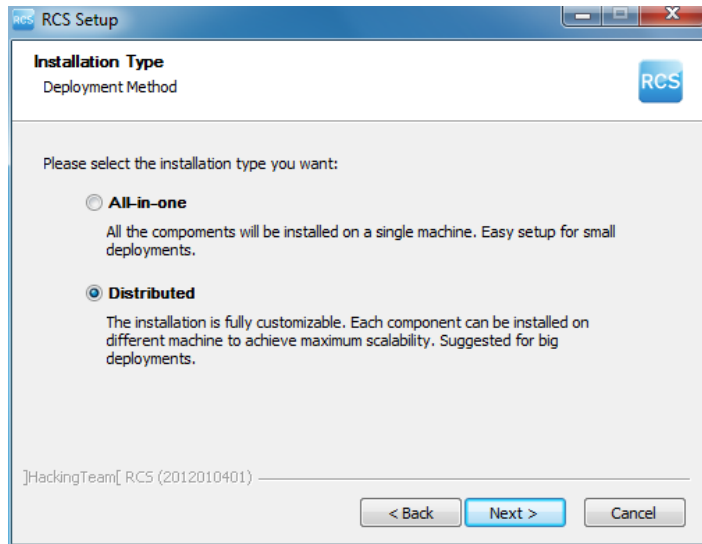 RCS RCS Setup
Installation Type
Deployment Method
RCS
Please select the installation type you want:
All-in-one
All the compoments will be installed on a single machine. Easy setup for small
deployments.
Distributed
The installation is fully customizable. Each component can be installed on
different machine to achieve maximum scalability. Suggested for big
deployments.
]HackingTeam[ RCS (2012010401)
< Back Next > Cancel